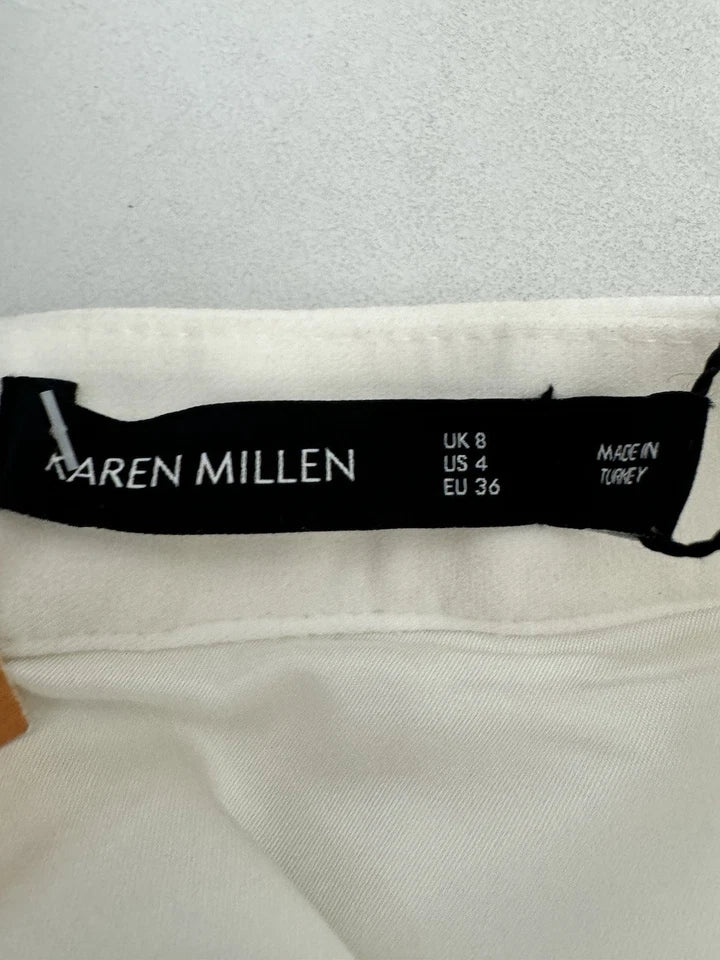 KAREN MILLEN
UK 8
US 4
EU 36
MADE IN
TURKEY